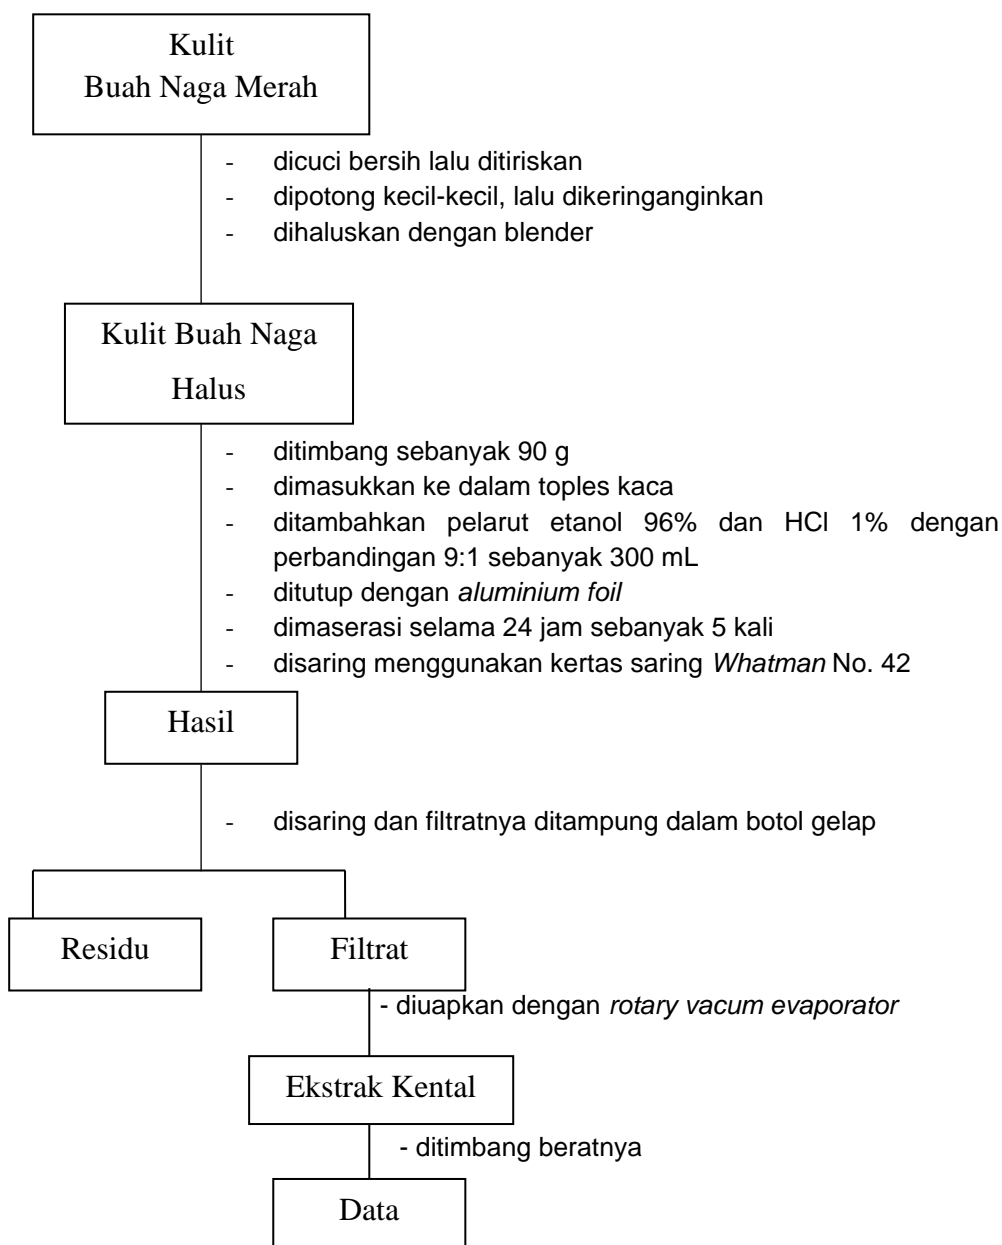 Kulit
Buah Naga Merah
- dicuci bersih lalu ditiriskan
- dipotong kecil-kecil, lalu dikeringanginkan
- dihaluskan dengan blender
Kulit Buah Naga
Halus
- ditimbang sebanyak 90 g
- dimasukkan ke dalam toples kaca
- ditambahkan pelarut etanol 96% dan HCl 1% dengan
perbandingan 9:1 sebanyak 300 mL
- ditutup dengan aluminium foil
- dimaserasi selama 24 jam sebanyak 5 kali
- disaring menggunakan kertas saring Whatman No. 42
Hasil
- disaring dan filtratnya ditampung dalam botol gelap
Residu
Filtrat
- diuapkan dengan rotary vacum evaporator
Ekstrak Kental
- ditimbang beratnya
Data